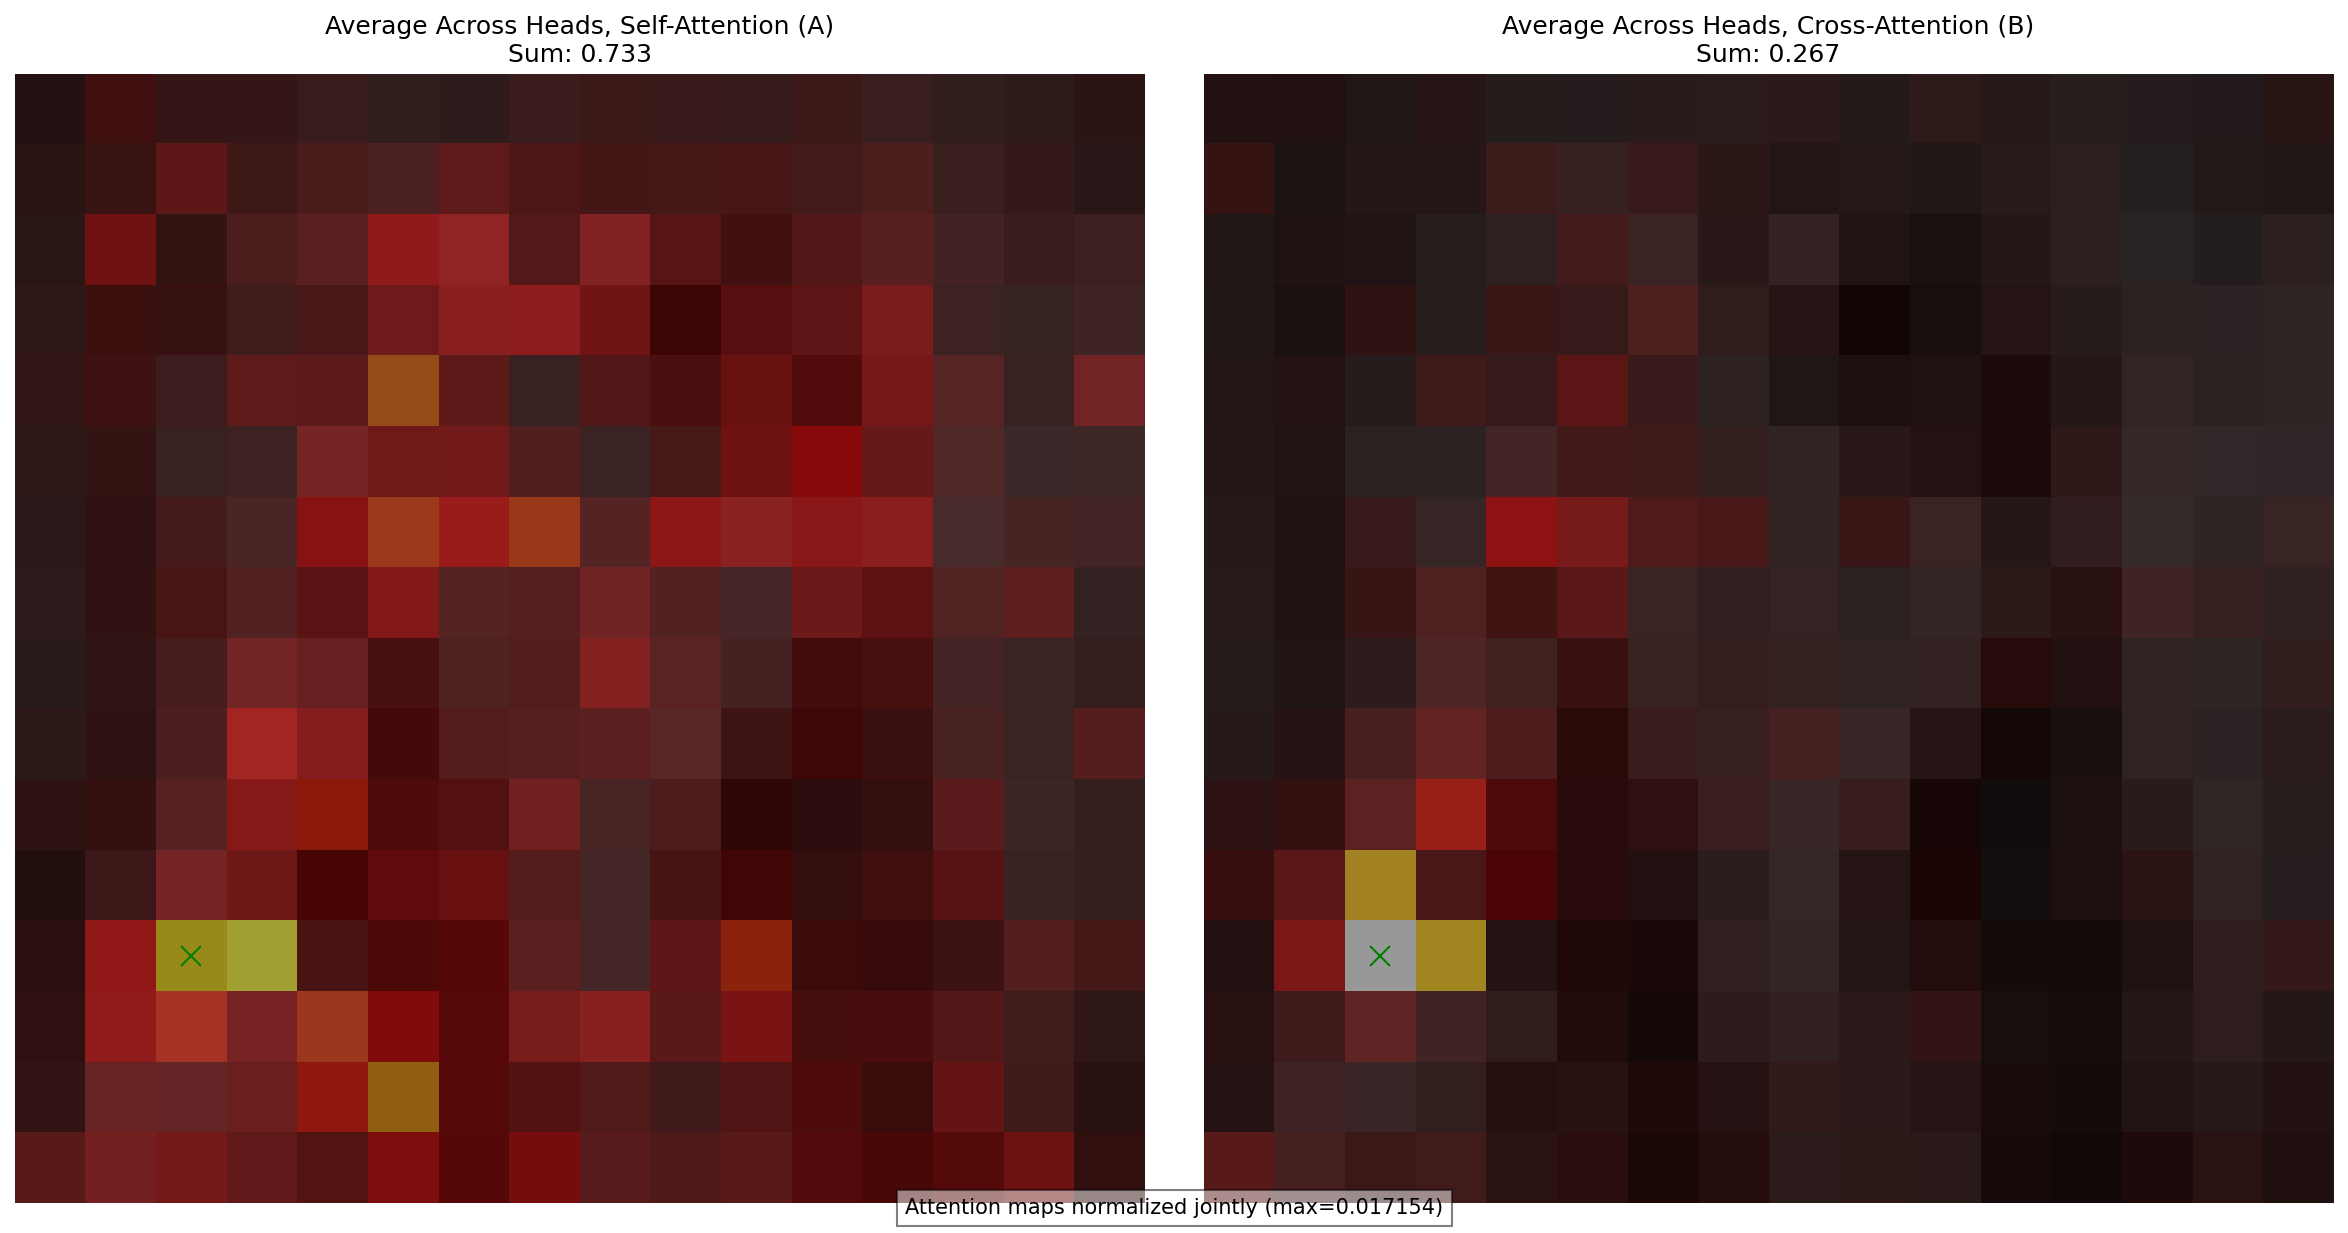 Average Across Heads, Self-Attention (A)
Sum: 0.733
Average Across Heads, Cross-Attention (B)
Sum: 0.267
Attention maps normalized jointly (max=0.017154)